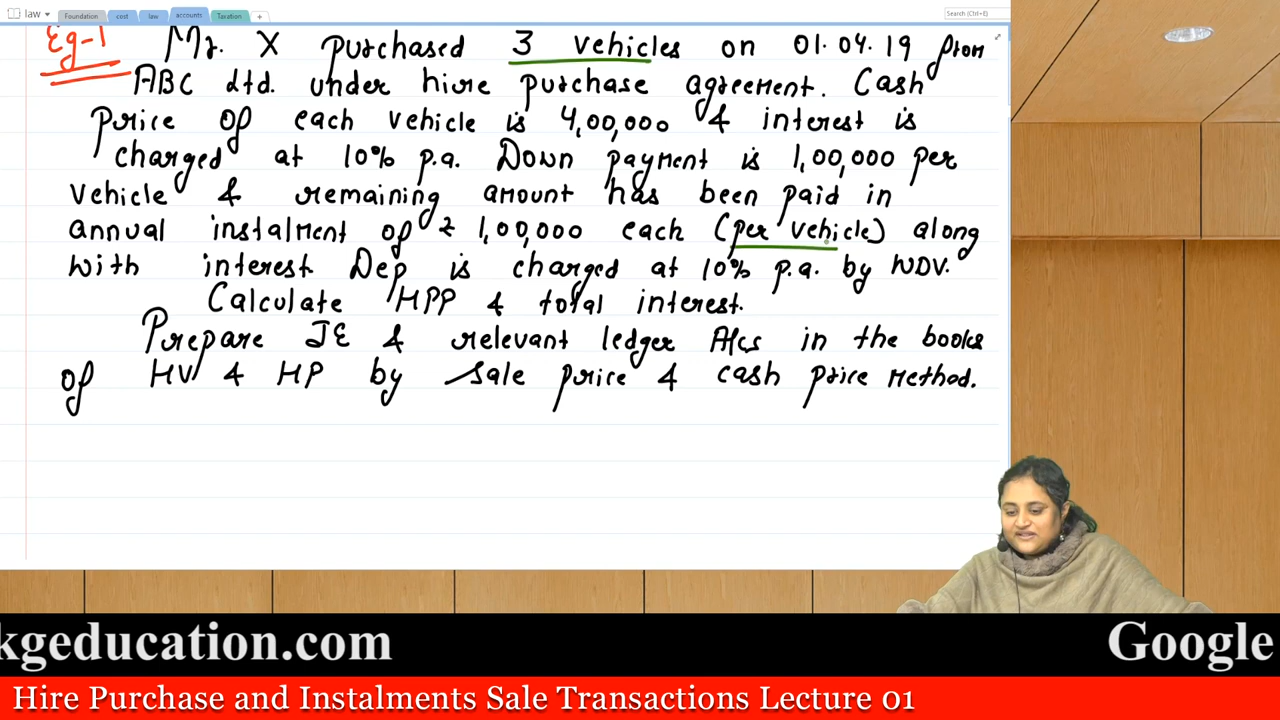 law
Foundation
cost
law
accounts
Taxation
Search (Ctrl+E)
Eg-1 Mr. X purchased 3 vehicles on 01.04.19 from
ABC Ltd. under hire purchase agreement. Cash
Price of each vehicle is 4,00,000 & interest is
charged at 10% p.a. Down payment is 1,00,000 per
vehicle & remaining amount has been paid in
annual instalment of ₹ 1,00,000 each (per vehicle) along
with interest. Dep is charged at 10% p.a. by WDV.
Calculate HPP & total interest.
Prepare JE & relevant ledger A/cs in the books
of HV & HP by sale price & cash price method.
kgeducation.com
Google
Hire Purchase and Instalments Sale Transactions Lecture 01